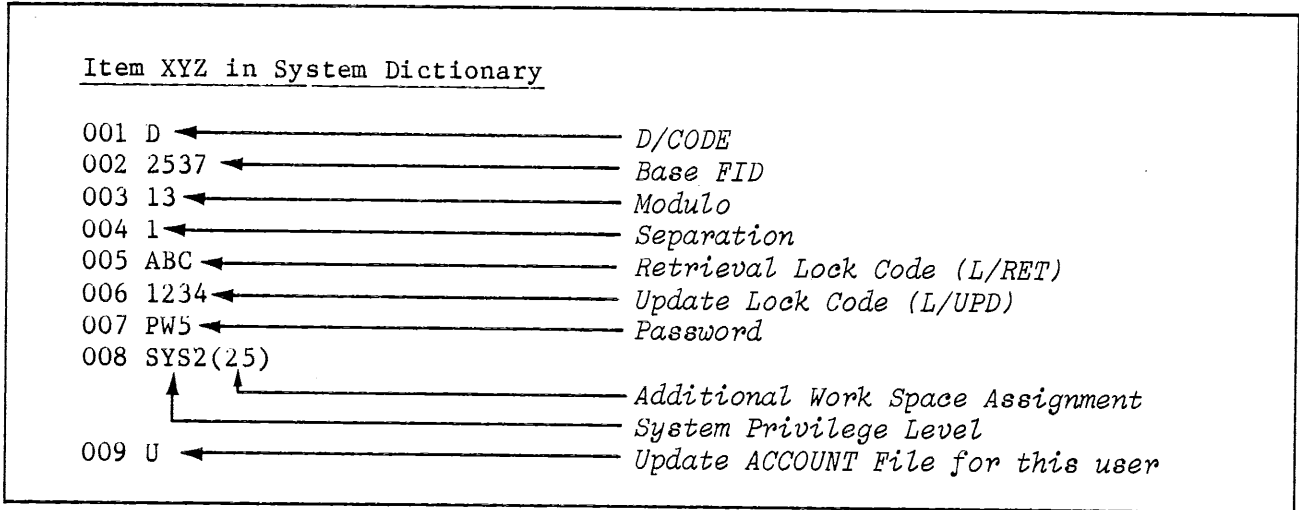 Item XYZ in System Dictionary
001 D D/CODE
002 2537 Base FID
003 13 Modulo
004 1 Separation
005 ABC Retrieval Lock Code (L/RET)
006 1234 Update Lock Code (L/UPD)
007 PW5 Password
008 SYS2(25)
Additional Work Space Assignment
System Privilege Level
009 U Update ACCOUNT File for this user